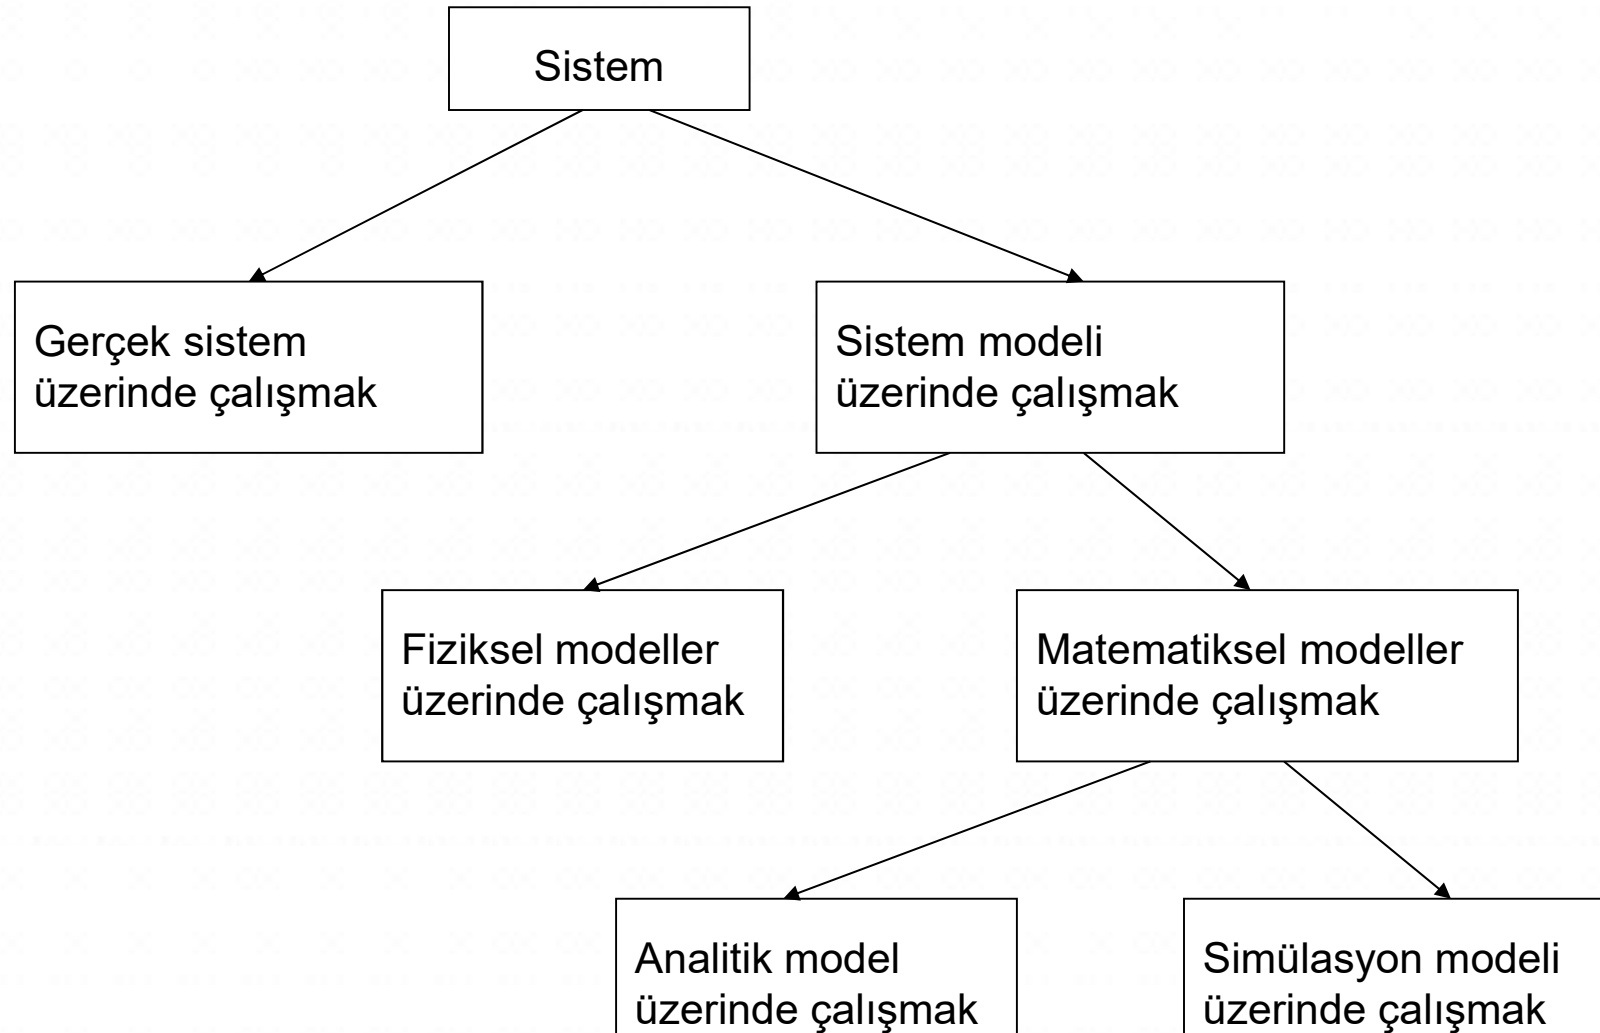 Sistem
Gerçek sistem
üzerinde çalışmak
Sistem modeli
üzerinde çalışmak
Fiziksel modeller
üzerinde çalışmak
Matematiksel modeller
üzerinde çalışmak
Analitik model
üzerinde çalışmak
Simülasyon modeli
üzerinde çalışmak